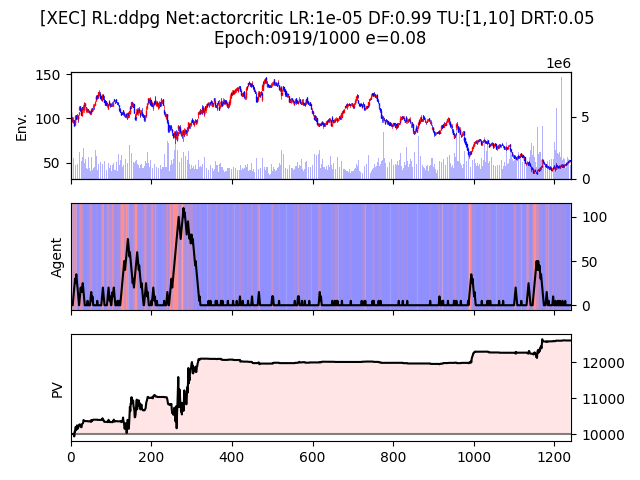 [XEC] RL:ddpg Net:actorcritic LR:1e-05 DF:0.99 TU:[1,10] DRT:0.05
Epoch:0919/1000 e=0.08
1e6
150
100
50
Env.
5
0
Agent
100
50
0
PV
12000
11000
10000
0 200 400 600 800 1000 1200